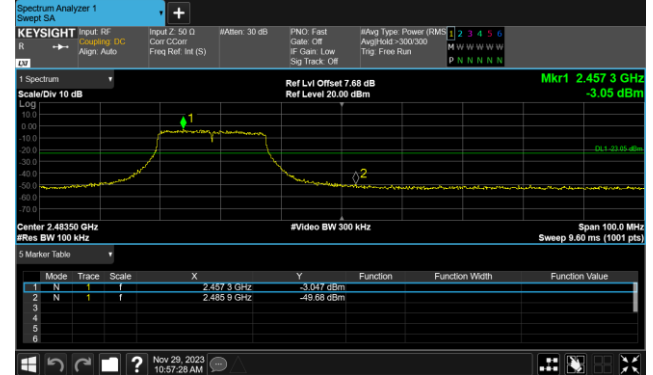 Spectrum Analyzer 1
Swept SA
+
KEYSIGHT Input: RF Input Z: 50 Ω #Atten: 30 dB PNO: Fast #Avg Type: Power (RMS 1 2 3 4 5 6
R Coupling: DC Corr CCorr Gate: Off Avg|Hold:>300/300 M W W W W W
Align: Auto Freq Ref: Int (S) IF Gain: Low Trig: Free Run
Sig Track: Off P N N N N N
LXI
1 Spectrum Ref Lvl Offset 7.68 dB Mkr1 2.457 3 GHz
Scale/Div 10 dB Ref Level 20.00 dBm -3.05 dBm
Log
10.0
0.00
-10.0
-20.0
-30.0
-40.0
-50.0
-60.0
-70.0
1
DL1 -23.05 dBm
2
Center 2.48350 GHz #Video BW 300 kHz Span 100.0 MHz
#Res BW 100 kHz Sweep 9.60 ms (1001 pts)
5 Marker Table
Mode Trace Scale X Y Function Function Width Function Value
1 N 1 f 2.457 3 GHz -3.047 dBm
2 N 1 f 2.485 9 GHz -49.68 dBm
3
4
5
6
? Nov 29, 2023
10:57:28 AM